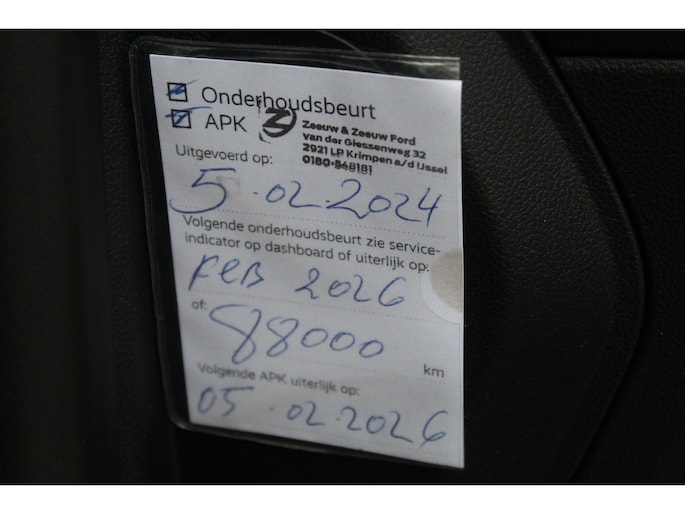 Onderhoudsbeurt
APK
Zeeuw & Zeeuw Ford
van der Giessenweg 32
2921 LP Krimpen a/d IJssel
0180-548181
Uitgevoerd op:
5.02.2024
Volgende onderhoudsbeurt zie service-
indicator op dashboard of uiterlijk op:
FEB 2026
of: 88000 km
Volgende APK uiterlijk op:
05.02.2026